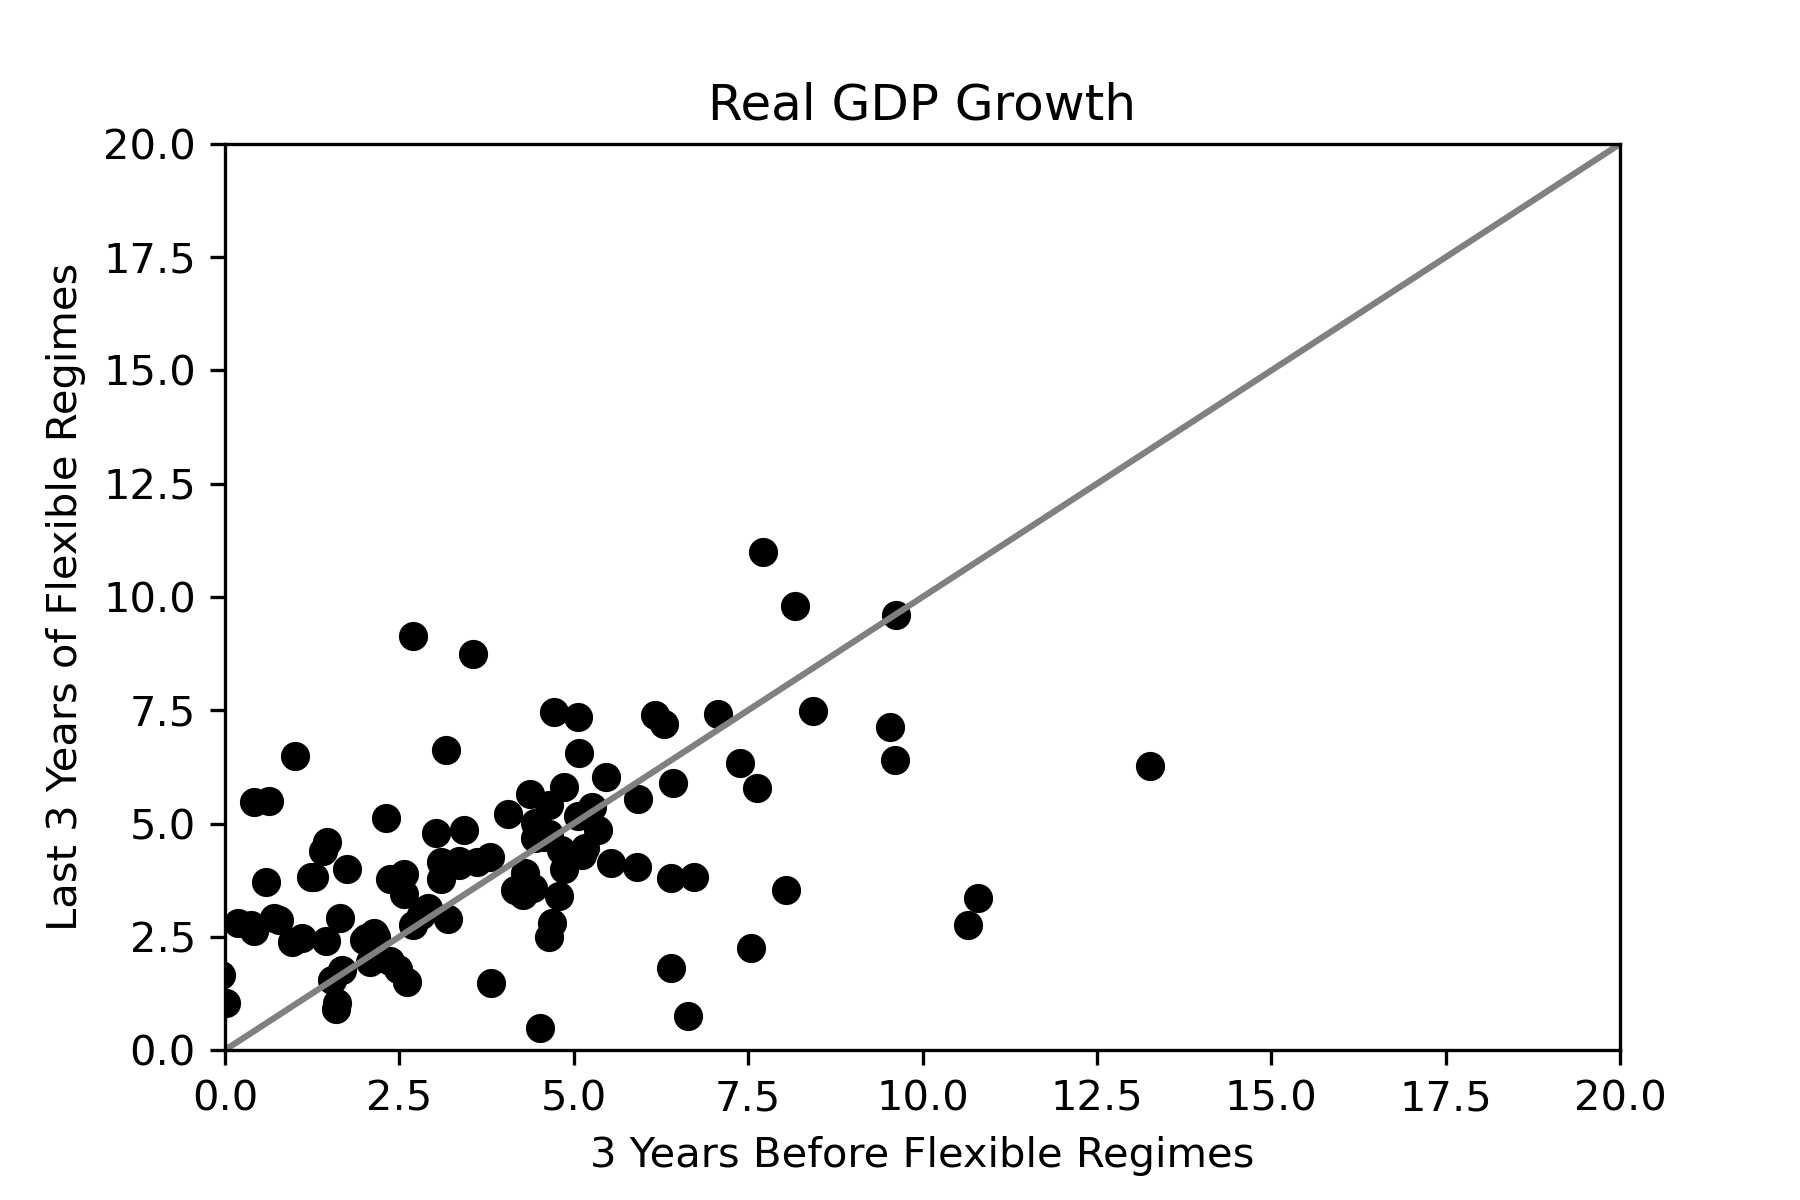 Real GDP Growth
20.0
17.5
15.0
12.5
10.0
7.5
5.0
2.5
0.0
Last 3 Years of Flexible Regimes
0.0 2.5 5.0 7.5 10.0 12.5 15.0 17.5 20.0
3 Years Before Flexible Regimes